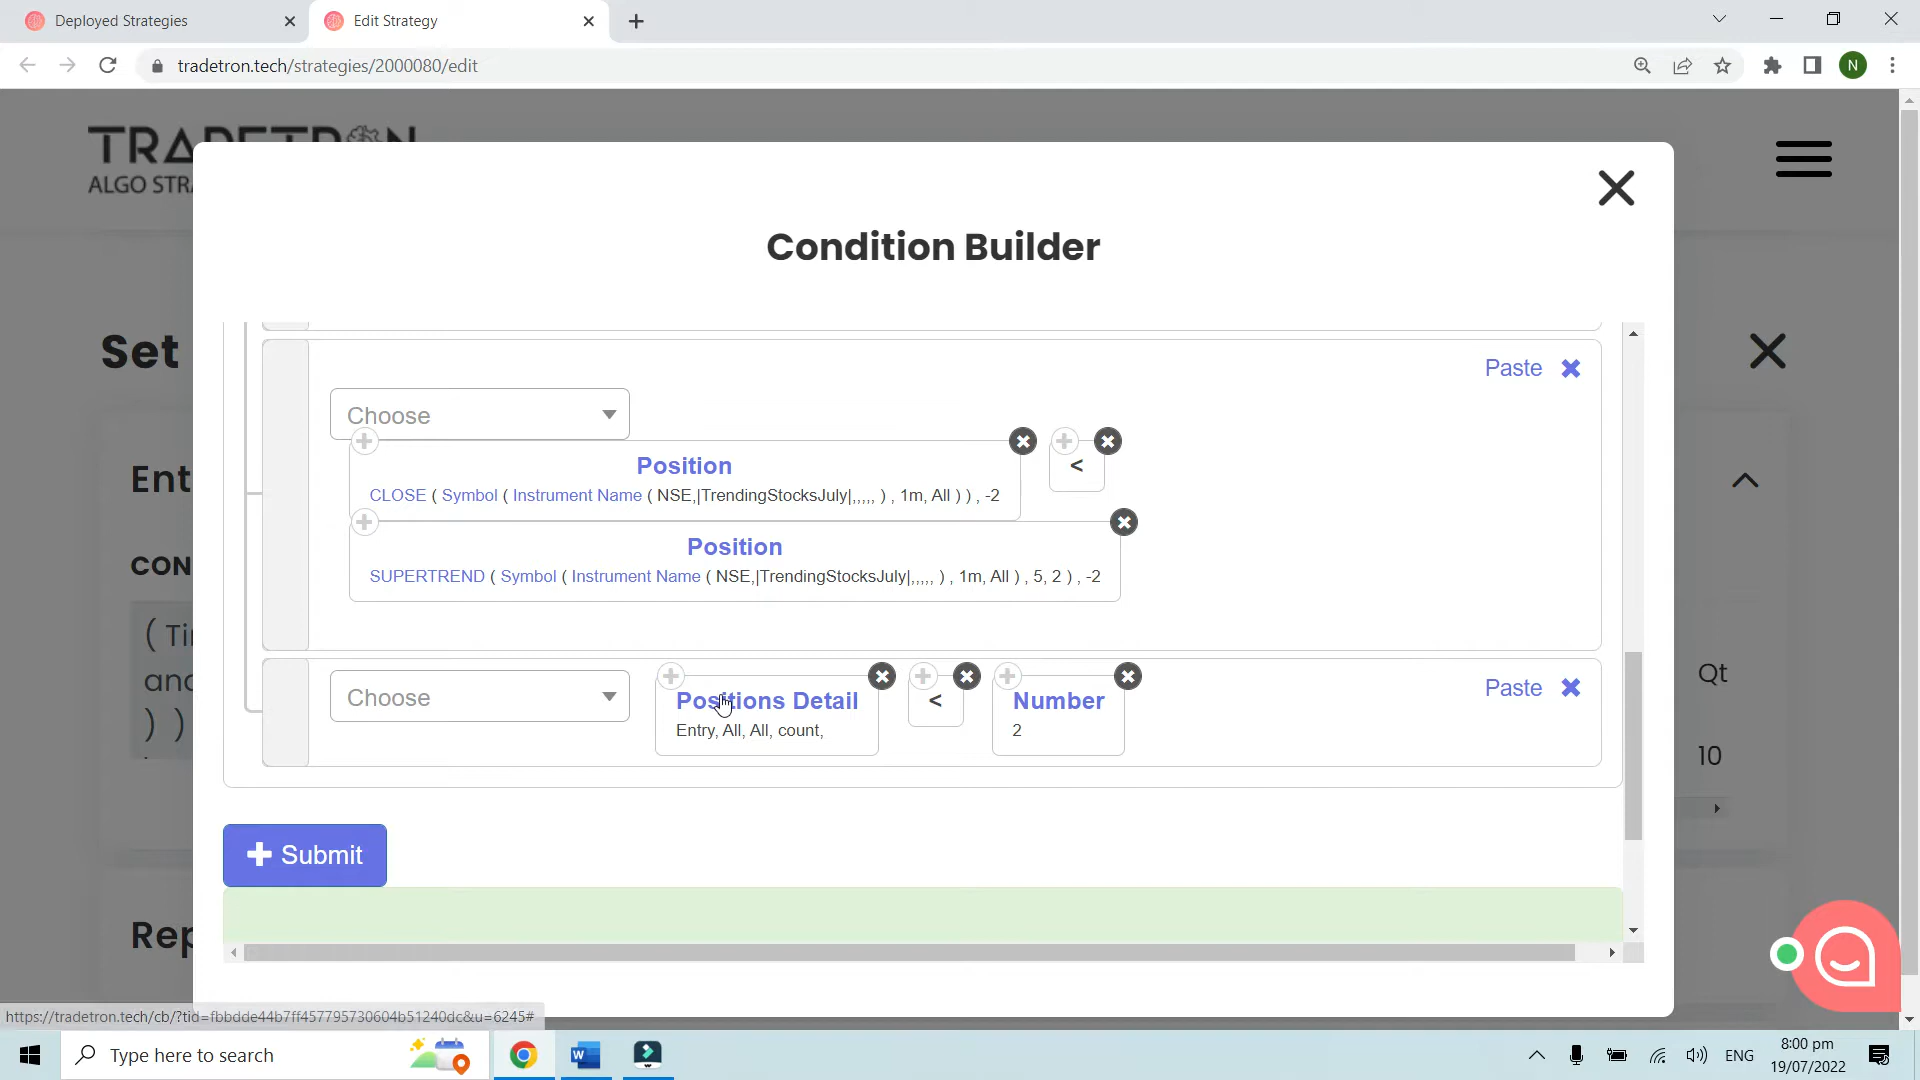 Deployed Strategies
Edit Strategy
tradetron.tech/strategies/2000080/edit
N
TRADETRON
ALGO STRA
Condition Builder
Set
Paste
Choose
Position
<
CLOSE ( Symbol ( Instrument Name ( NSE,|TrendingStocksJuly|,,,,, ) , 1m, All ) ) , -2
Position
SUPERTREND ( Symbol ( Instrument Name ( NSE,|TrendingStocksJuly|,,,,, ) , 1m, All ) , 5, 2 ) , -2
Ent
CON
( Ti
and
) )
Qt
10
Choose
Positions Detail
Entry, All, All, count,
<
Number
2
Paste
Submit
Rep
https://tradetron.tech/cb/?tid=fbbdde44b7ff457795730604b51240dc&u=6245#
Type here to search
ENG
8:00 pm
19/07/2022